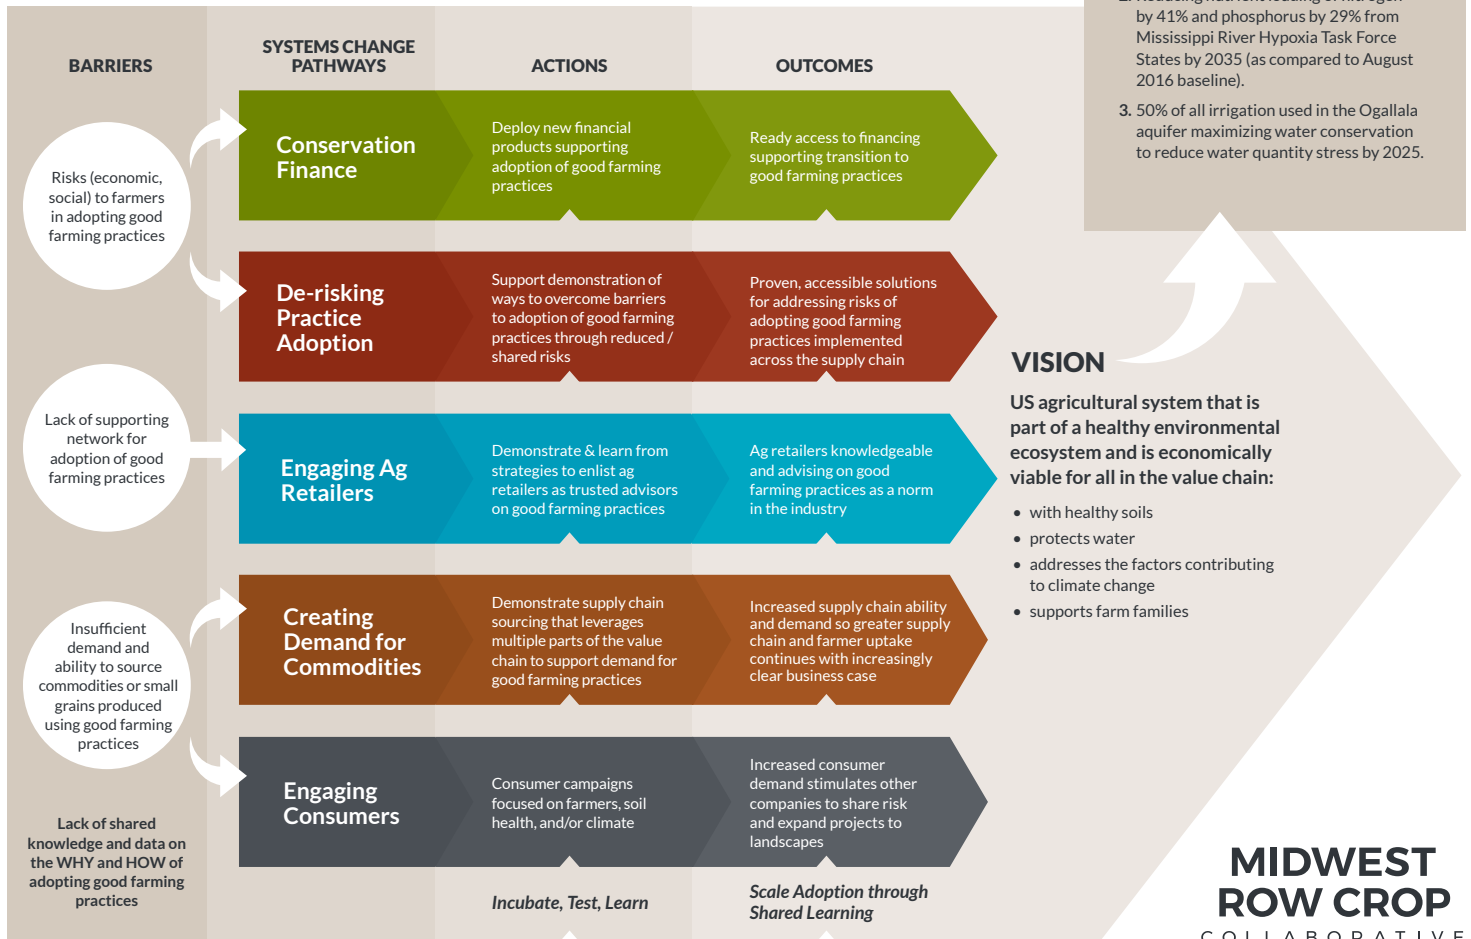 2. Reducing nutrient loading of nitrogen
by 41% and phosphorus by 29% from
Mississippi River Hypoxia Task Force
States by 2035 (as compared to August
2016 baseline).
3. 50% of all irrigation used in the Ogallala
aquifer maximizing water conservation
to reduce water quantity stress by 2025.
BARRIERS
SYSTEMS CHANGE
PATHWAYS
ACTIONS
OUTCOMES
Risks (economic,
social) to farmers
in adopting good
farming practices
Conservation
Finance
Deploy new financial
products supporting
adoption of good farming
practices
Ready access to financing
supporting transition to
good farming practices
De-risking
Practice
Adoption
Support demonstration of
ways to overcome barriers
to adoption of good farming
practices through reduced /
shared risks
Proven, accessible solutions
for addressing risks of
adopting good farming
practices implemented
across the supply chain
Lack of supporting
network for
adoption of good
farming practices
Engaging Ag
Retailers
Demonstrate & learn from
strategies to enlist ag
retailers as trusted advisors
on good farming practices
Ag retailers knowledgeable
and advising on good
farming practices as a norm
in the industry
Insufficient
demand and
ability to source
commodities or small
grains produced
using good farming
practices
Creating
Demand for
Commodities
Demonstrate supply chain
sourcing that leverages
multiple parts of the value
chain to support demand for
good farming practices
Increased supply chain ability
and demand so greater supply
chain and farmer uptake
continues with increasingly
clear business case
Engaging
Consumers
Consumer campaigns
focused on farmers, soil
health, and/or climate
Increased consumer
demand stimulates other
companies to share risk
and expand projects to
landscapes
Lack of shared
knowledge and data on
the WHY and HOW of
adopting good farming
practices
Incubate, Test, Learn
Scale Adoption through
Shared Learning
VISION
US agricultural system that is
part of a healthy environmental
ecosystem and is economically
viable for all in the value chain:
• with healthy soils
• protects water
• addresses the factors contributing
to climate change
• supports farm families
MIDWEST
ROW CROP
COLLABORATIVE